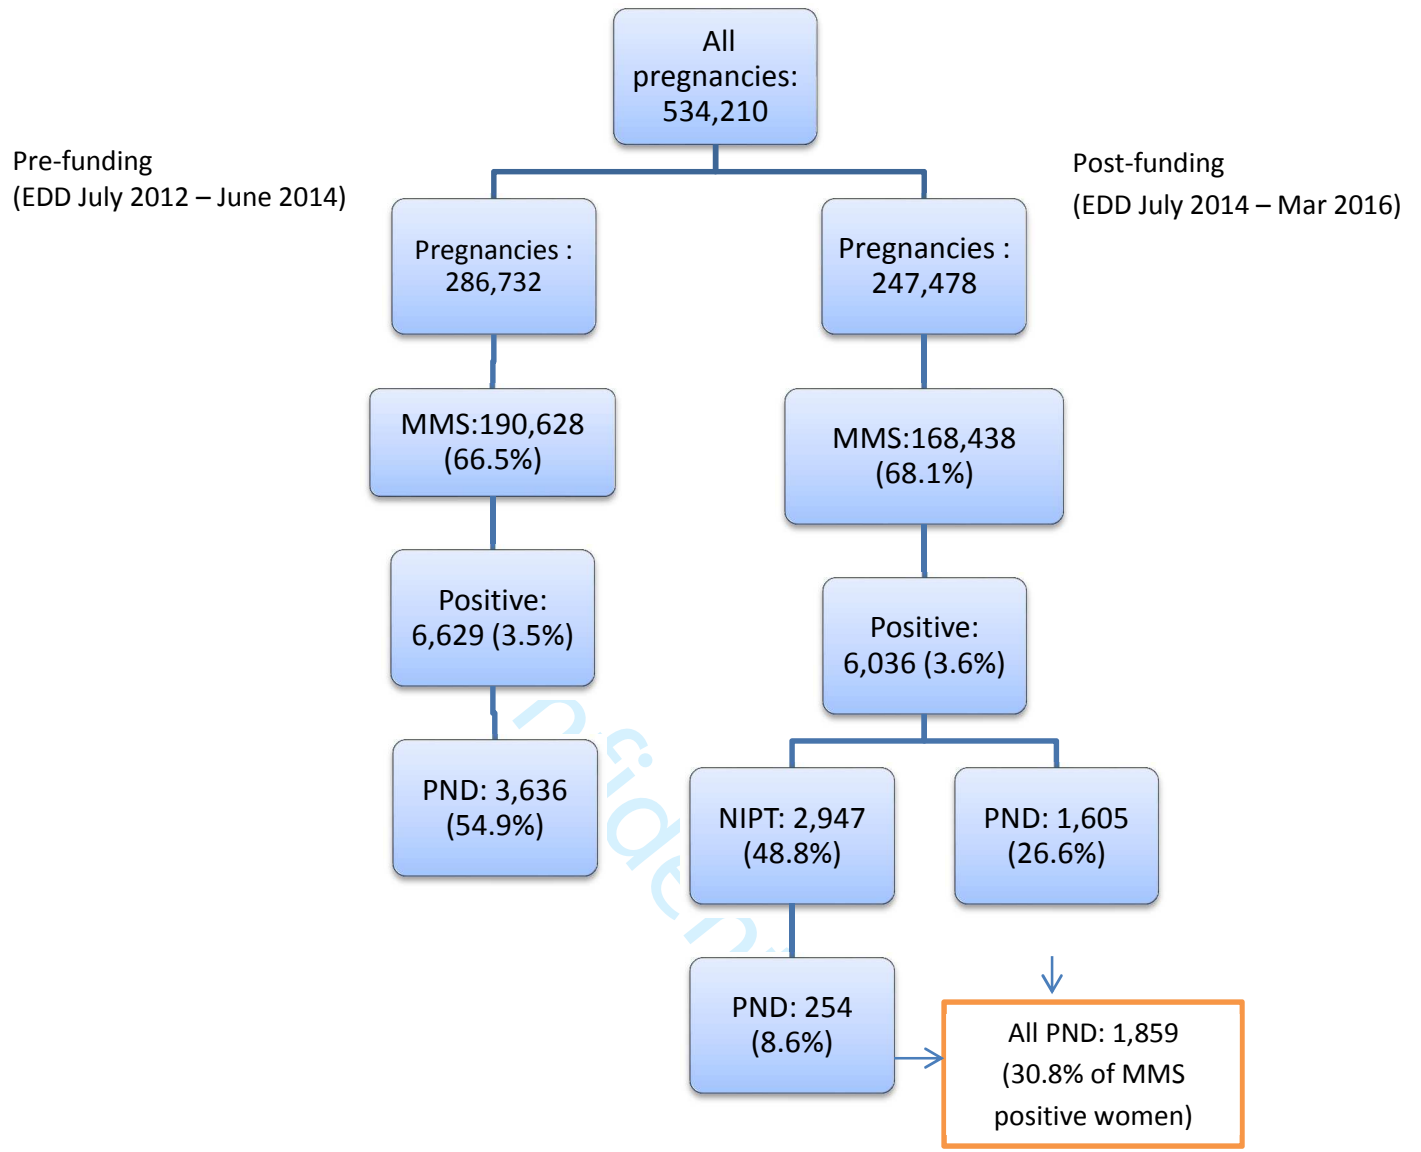 All
pregnancies:
534,210
Pre-funding
(EDD July 2012 – June 2014)
Post-funding
(EDD July 2014 – Mar 2016)
Pregnancies :
286,732
Pregnancies :
247,478
MMS:190,628
(66.5%)
MMS:168,438
(68.1%)
Positive:
6,629 (3.5%)
Positive:
6,036 (3.6%)
PND: 3,636
(54.9%)
NIPT: 2,947
(48.8%)
PND: 1,605
(26.6%)
PND: 254
(8.6%)
All PND: 1,859
(30.8% of MMS
positive women)